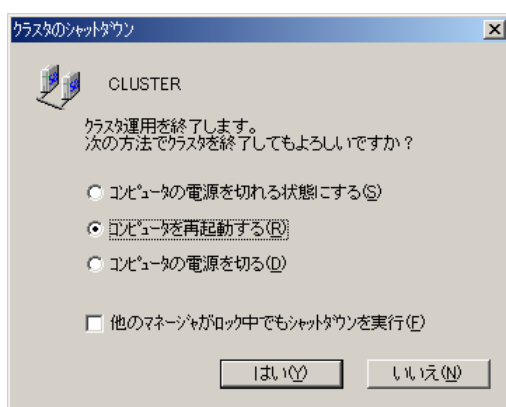 クラスタのシャットダウン
CLUSTER
クラスタ運用を終了します。
次の方法でクラスタを終了してもよろしいですか？
コンピュータの電源を切れる状態にする(S)
コンピュータを再起動する(R)
コンピュータの電源を切る(D)
他のマネージャがロック中でもシャットダウンを実行(F)
はい(Y)
いいえ(N)